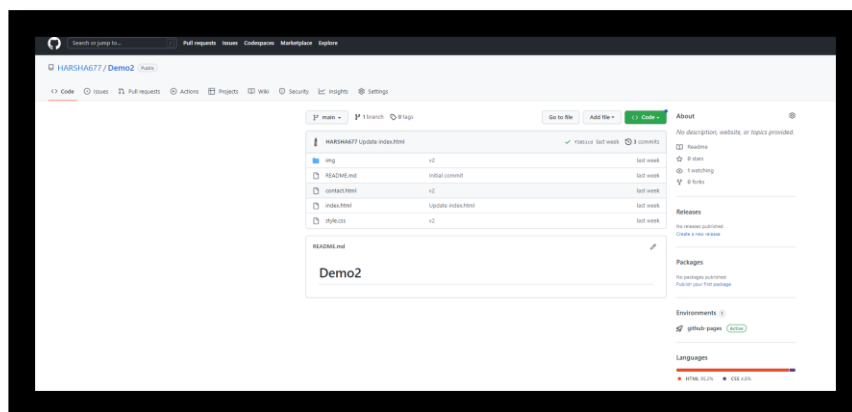 Search or jump to... /
Pull requests Issues Codespaces Marketplace Explore
HARSHA677 / Demo2 Public
Code Issues Pull requests Actions Projects Wiki Security Insights Settings
main 1 branch 0 tags Go to file Add file Code
HARSHA677 Update index.html last week 3 commits
img v2 last week
README.md Initial commit last week
contact.html v2 last week
index.html Update index.html last week
style.css v2 last week
README.md
Demo2
About
No description, website, or topics provided.
Readme
0 stars
1 watching
0 forks
Releases
No releases published
Create a new release
Packages
No packages published
Publish your first package
Environments 1
github-pages Active
Languages
HTML 95.2% CSS 4.8%